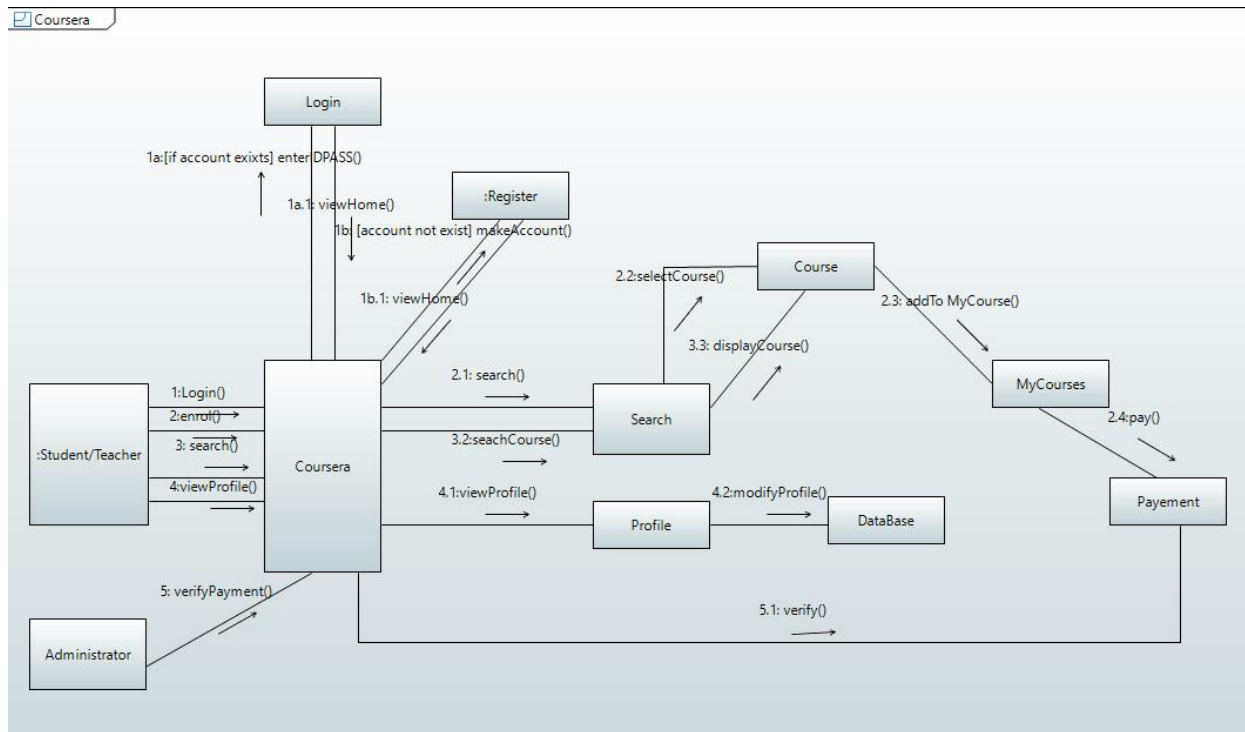 Coursera
Login
1a:[if account exixts] enterIDPASS()
1a.1: viewHome()
:Register
1b: [account not exist] makeAccount()
1b.1: viewHome()
Course
2.2:selectCourse()
2.3: addTo MyCourse()
3.3: displayCourse()
MyCourses
2.1: search()
Search
3.2:seachCourse()
2.4:pay()
Payement
:Student/Teacher
1:Login()
2:enrol()
3: search()
4:viewProfile()
Coursera
4.1:viewProfile()
Profile
4.2:modifyProfile()
DataBase
5: verifyPayment()
Administrator
5.1: verify()